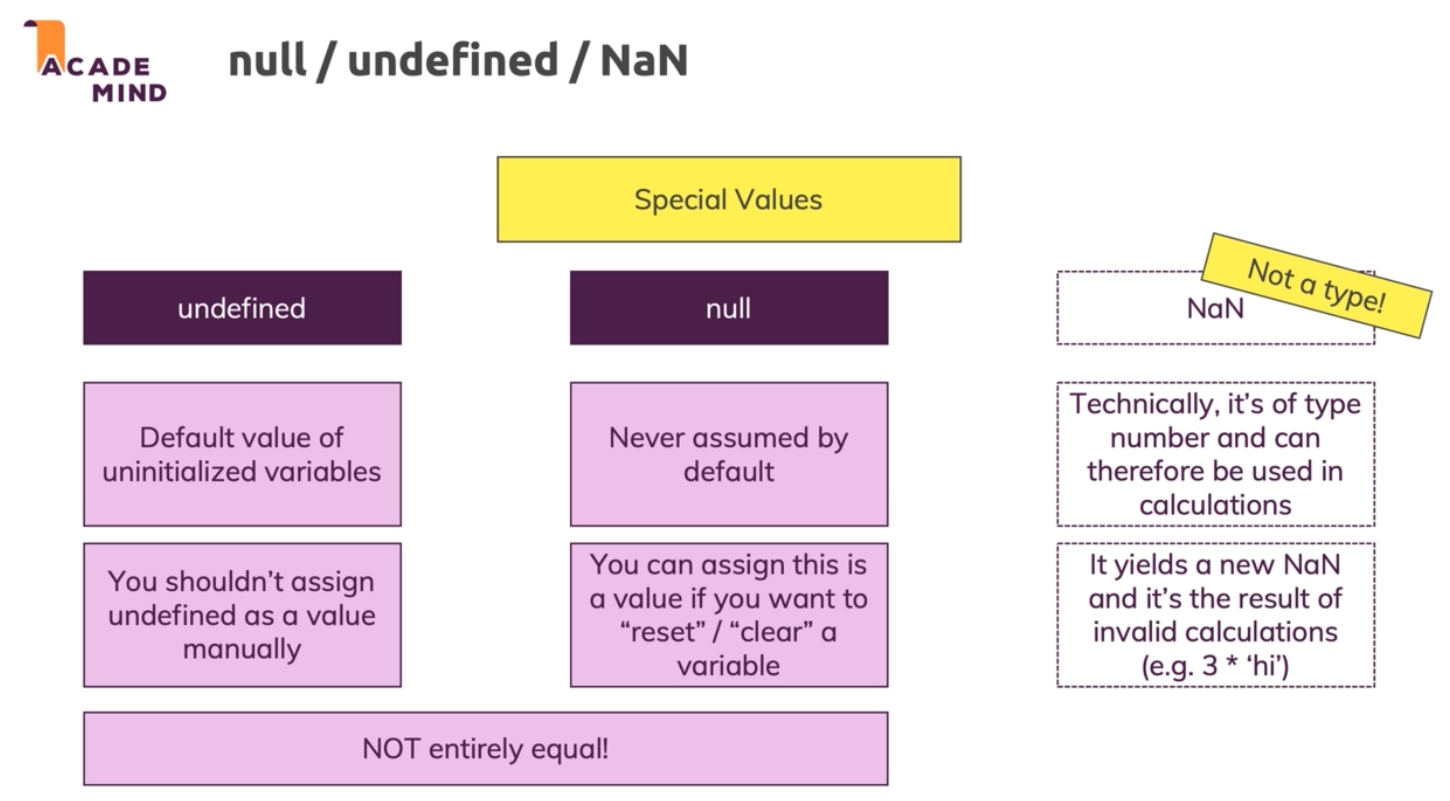 ACADE
MIND
null / undefined / NaN
Special Values
undefined
null
NaN
Not a type!
Default value of
uninitialized variables
Never assumed by
default
Technically, it's of type
number and can
therefore be used in
calculations
You shouldn't assign
undefined as a value
manually
You can assign this is
a value if you want to
“reset” / “clear” a
variable
It yields a new NaN
and it's the result of
invalid calculations
(e.g. 3 * ‘hi’)
NOT entirely equal!